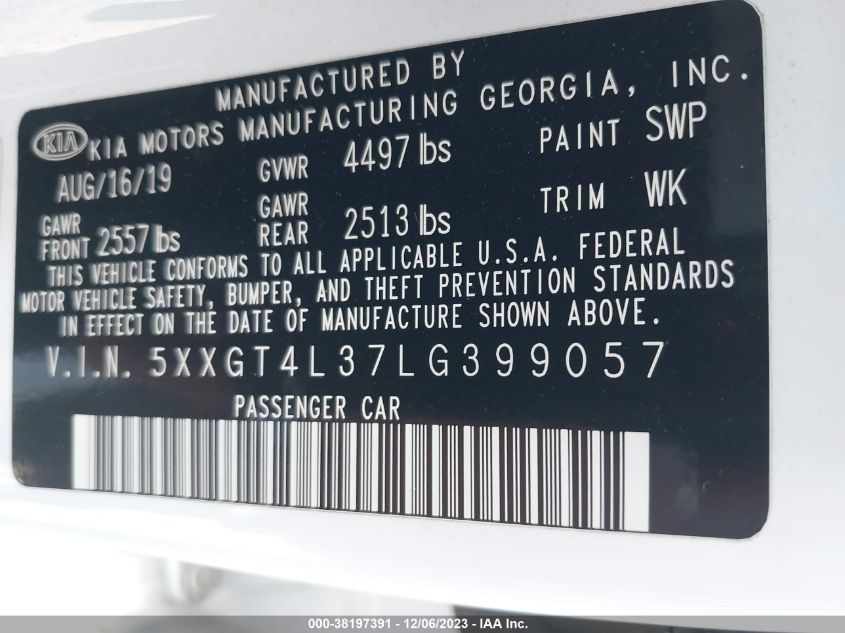 MANUFACTURED BY
KIA KIA MOTORS MANUFACTURING GEORGIA, INC.
AUG/16/19 GVWR 4497 lbs PAINT SWP
GAWR FRONT 2557 lbs GAWR REAR 2513 lbs TRIM WK
THIS VEHICLE CONFORMS TO ALL APPLICABLE U.S.A. FEDERAL
MOTOR VEHICLE SAFETY, BUMPER, AND THEFT PREVENTION STANDARDS
IN EFFECT ON THE DATE OF MANUFACTURE SHOWN ABOVE.
V.I.N. 5XXGT4L37LG399057
PASSENGER CAR
000-38197391 - 12/06/2023 - IAA Inc.